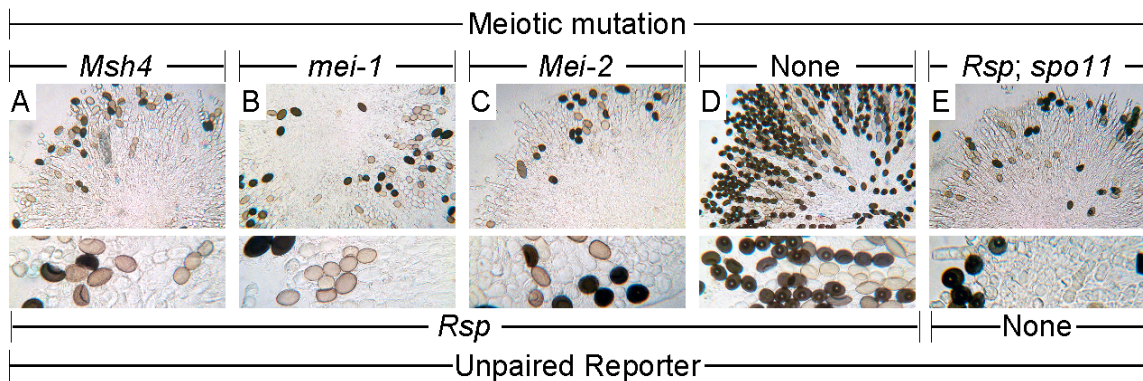 Meiotic mutation
Msh4 mei-1 Mei-2 None Rsp; spo11
A B C D E
Rsp None
Unpaired Reporter